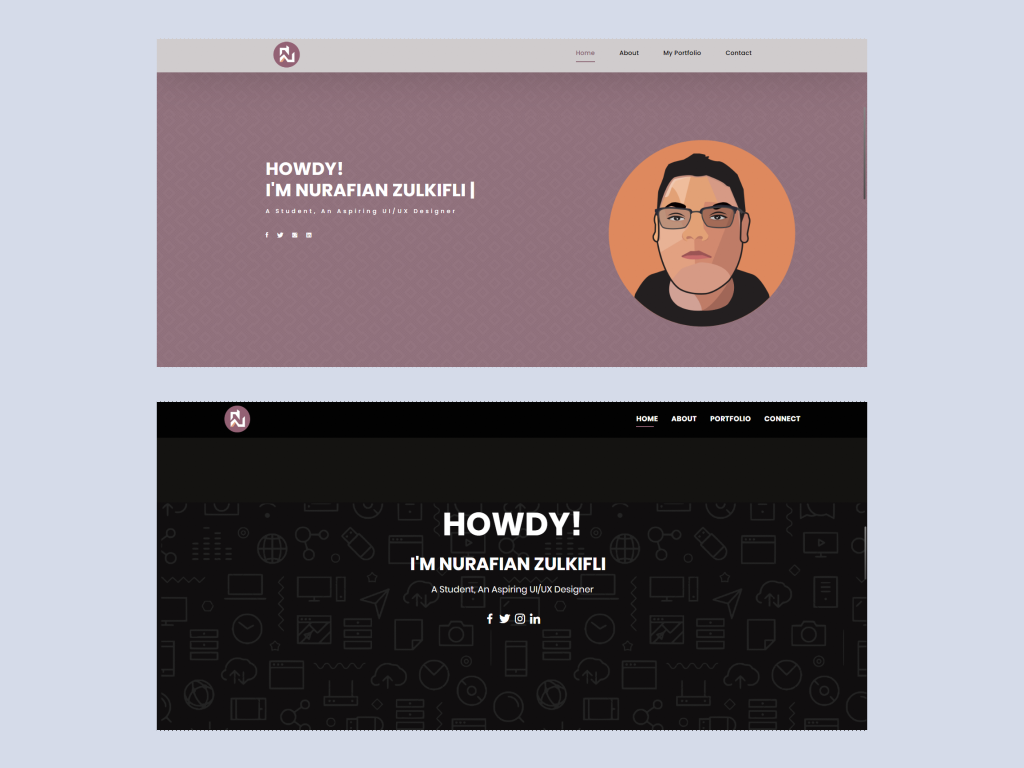 Home About My Portfolio Contact
HOWDY!
I'M NURAFIAN ZULKIFLI |
A Student, An Aspiring UI/UX Designer
HOME ABOUT PORTFOLIO CONNECT
HOWDY!
I'M NURAFIAN ZULKIFLI
A Student, An Aspiring UI/UX Designer